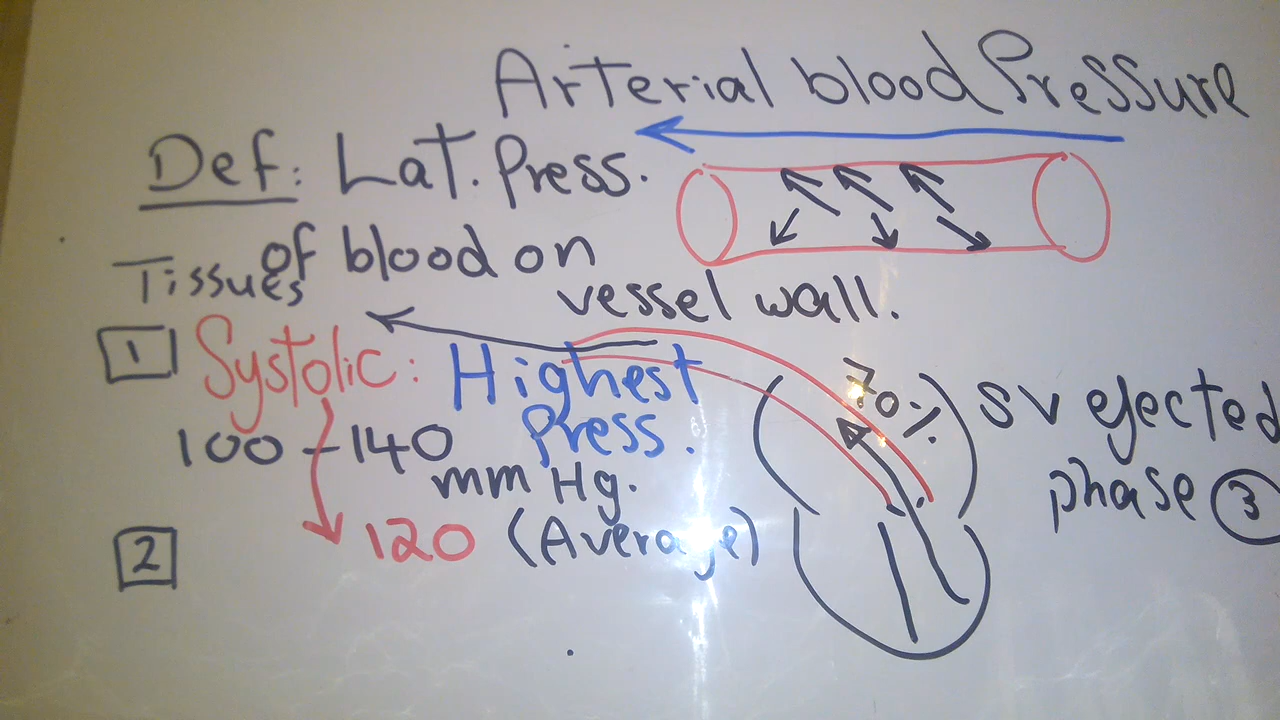 Arterial blood Pressure
Def: Lat. Press.
of blood on
vessel wall.
Tissues
1 Systolic: Highest
Press.
100-140
mm Hg.
120 (Average)
70%
SV ejected
phase 3
2